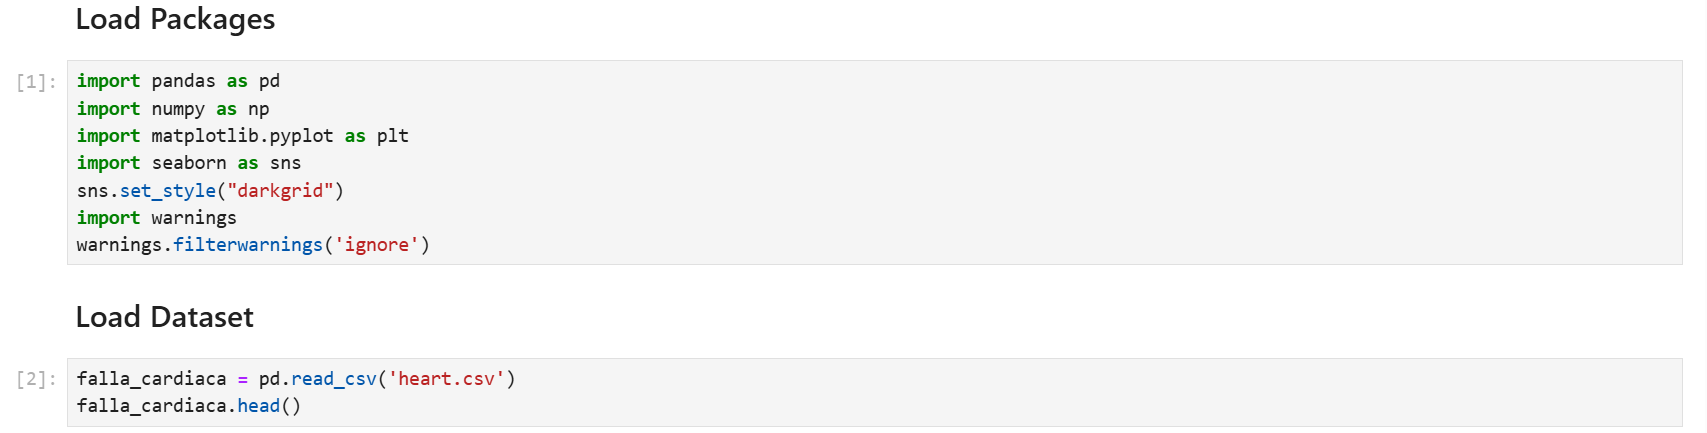 Load Packages
[1]:
import pandas as pd
import numpy as np
import matplotlib.pyplot as plt
import seaborn as sns
sns.set_style("darkgrid")
import warnings
warnings.filterwarnings('ignore')
Load Dataset
[2]:
falla_cardiaca = pd.read_csv('heart.csv')
falla_cardiaca.head()